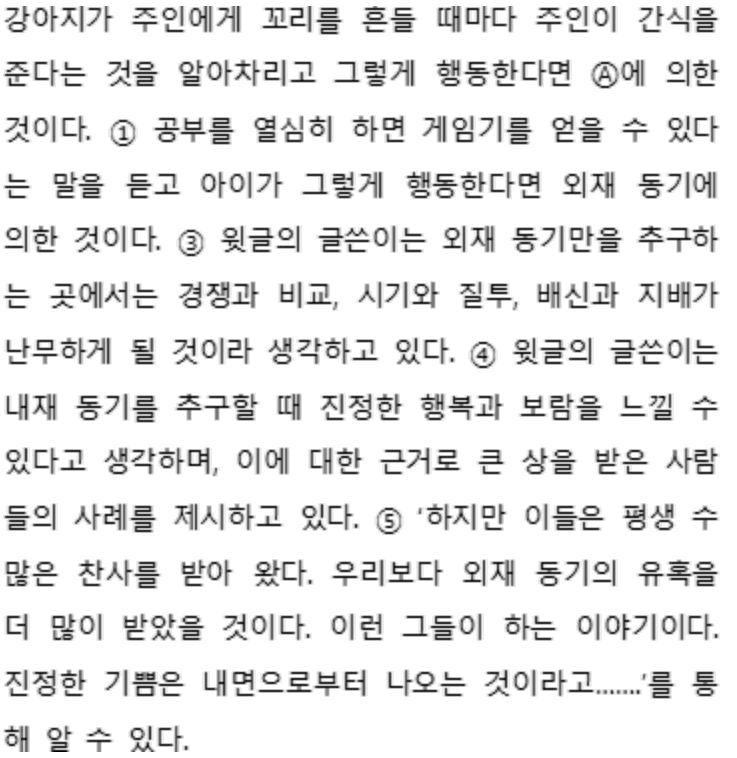 강아지가 주인에게 꼬리를 흔들 때마다 주인이 간식을
준다는 것을 알아차리고 그렇게 행동한다면 Ⓐ에 의한
것이다. ① 공부를 열심히 하면 게임기를 얻을 수 있다
는 말을 듣고 아이가 그렇게 행동한다면 외재 동기에
의한 것이다. ③ 윗글의 글쓴이는 외재 동기만을 추구하
는 곳에서는 경쟁과 비교, 시기와 질투, 배신과 지배가
난무하게 될 것이라 생각하고 있다. ④ 윗글의 글쓴이는
내재 동기를 추구할 때 진정한 행복과 보람을 느낄 수
있다고 생각하며, 이에 대한 근거로 큰 상을 받은 사람
들의 사례를 제시하고 있다. ⑤ ‘하지만 이들은 평생 수
많은 찬사를 받아 왔다. 우리보다 외재 동기의 유혹을
더 많이 받았을 것이다. 이런 그들이 하는 이야기이다.
진정한 기쁨은 내면으로부터 나오는 것이라고.......’를 통
해 알 수 있다.